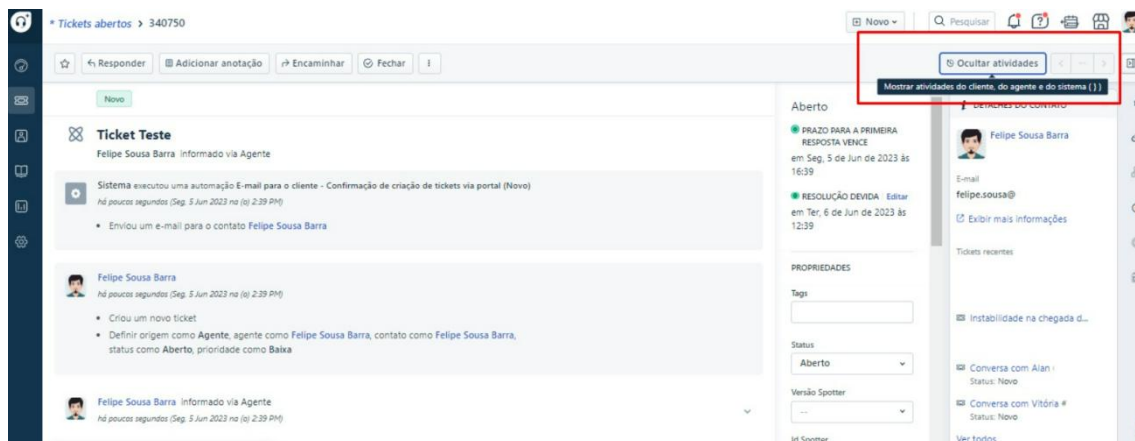 * Tickets abertos > 340750
Novo
Pesquisar
Responder
Adicionar anotação
Encaminhar
Fechar
Ocultar atividades
Mostrar atividades do cliente, do agente e do sistema ( ) )
Novo
Ticket Teste
Felipe Sousa Barra informado via Agente
Sistema executou uma automação E-mail para o cliente - Confirmação de criação de tickets via portal (Novo)
há poucos segundos (Seg, 5 Jun 2023 na (o) 2:39 PM)
• Enviou um e-mail para o contato Felipe Sousa Barra
Felipe Sousa Barra
há poucos segundos (Seg, 5 Jun 2023 na (o) 2:39 PM)
• Criou um novo ticket
• Definir origem como Agente, agente como Felipe Sousa Barra, contato como Felipe Sousa Barra,
status como Aberto, prioridade como Baixa
Felipe Sousa Barra informado via Agente
há poucos segundos (Seg, 5 Jun 2023 na (o) 2:39 PM)
Aberto
PRAZO PARA A PRIMEIRA
RESPOSTA VENCE
em Seg, 5 de Jun de 2023 às
16:39
RESOLUÇÃO DEVIDA Editar
em Ter, 6 de Jun de 2023 às
12:39
PROPRIEDADES
Tags
Status
Aberto
Versão Spotter
--
Id Spotter
DETALHES DO CONTATO
Felipe Sousa Barra
E-mail
felipe.sousa@
Exibir mais informações
Tickets recentes
Instabilidade na chegada d...
Conversa com Alan
Status: Novo
Conversa com Vitória #
Status: Novo
Ver todos